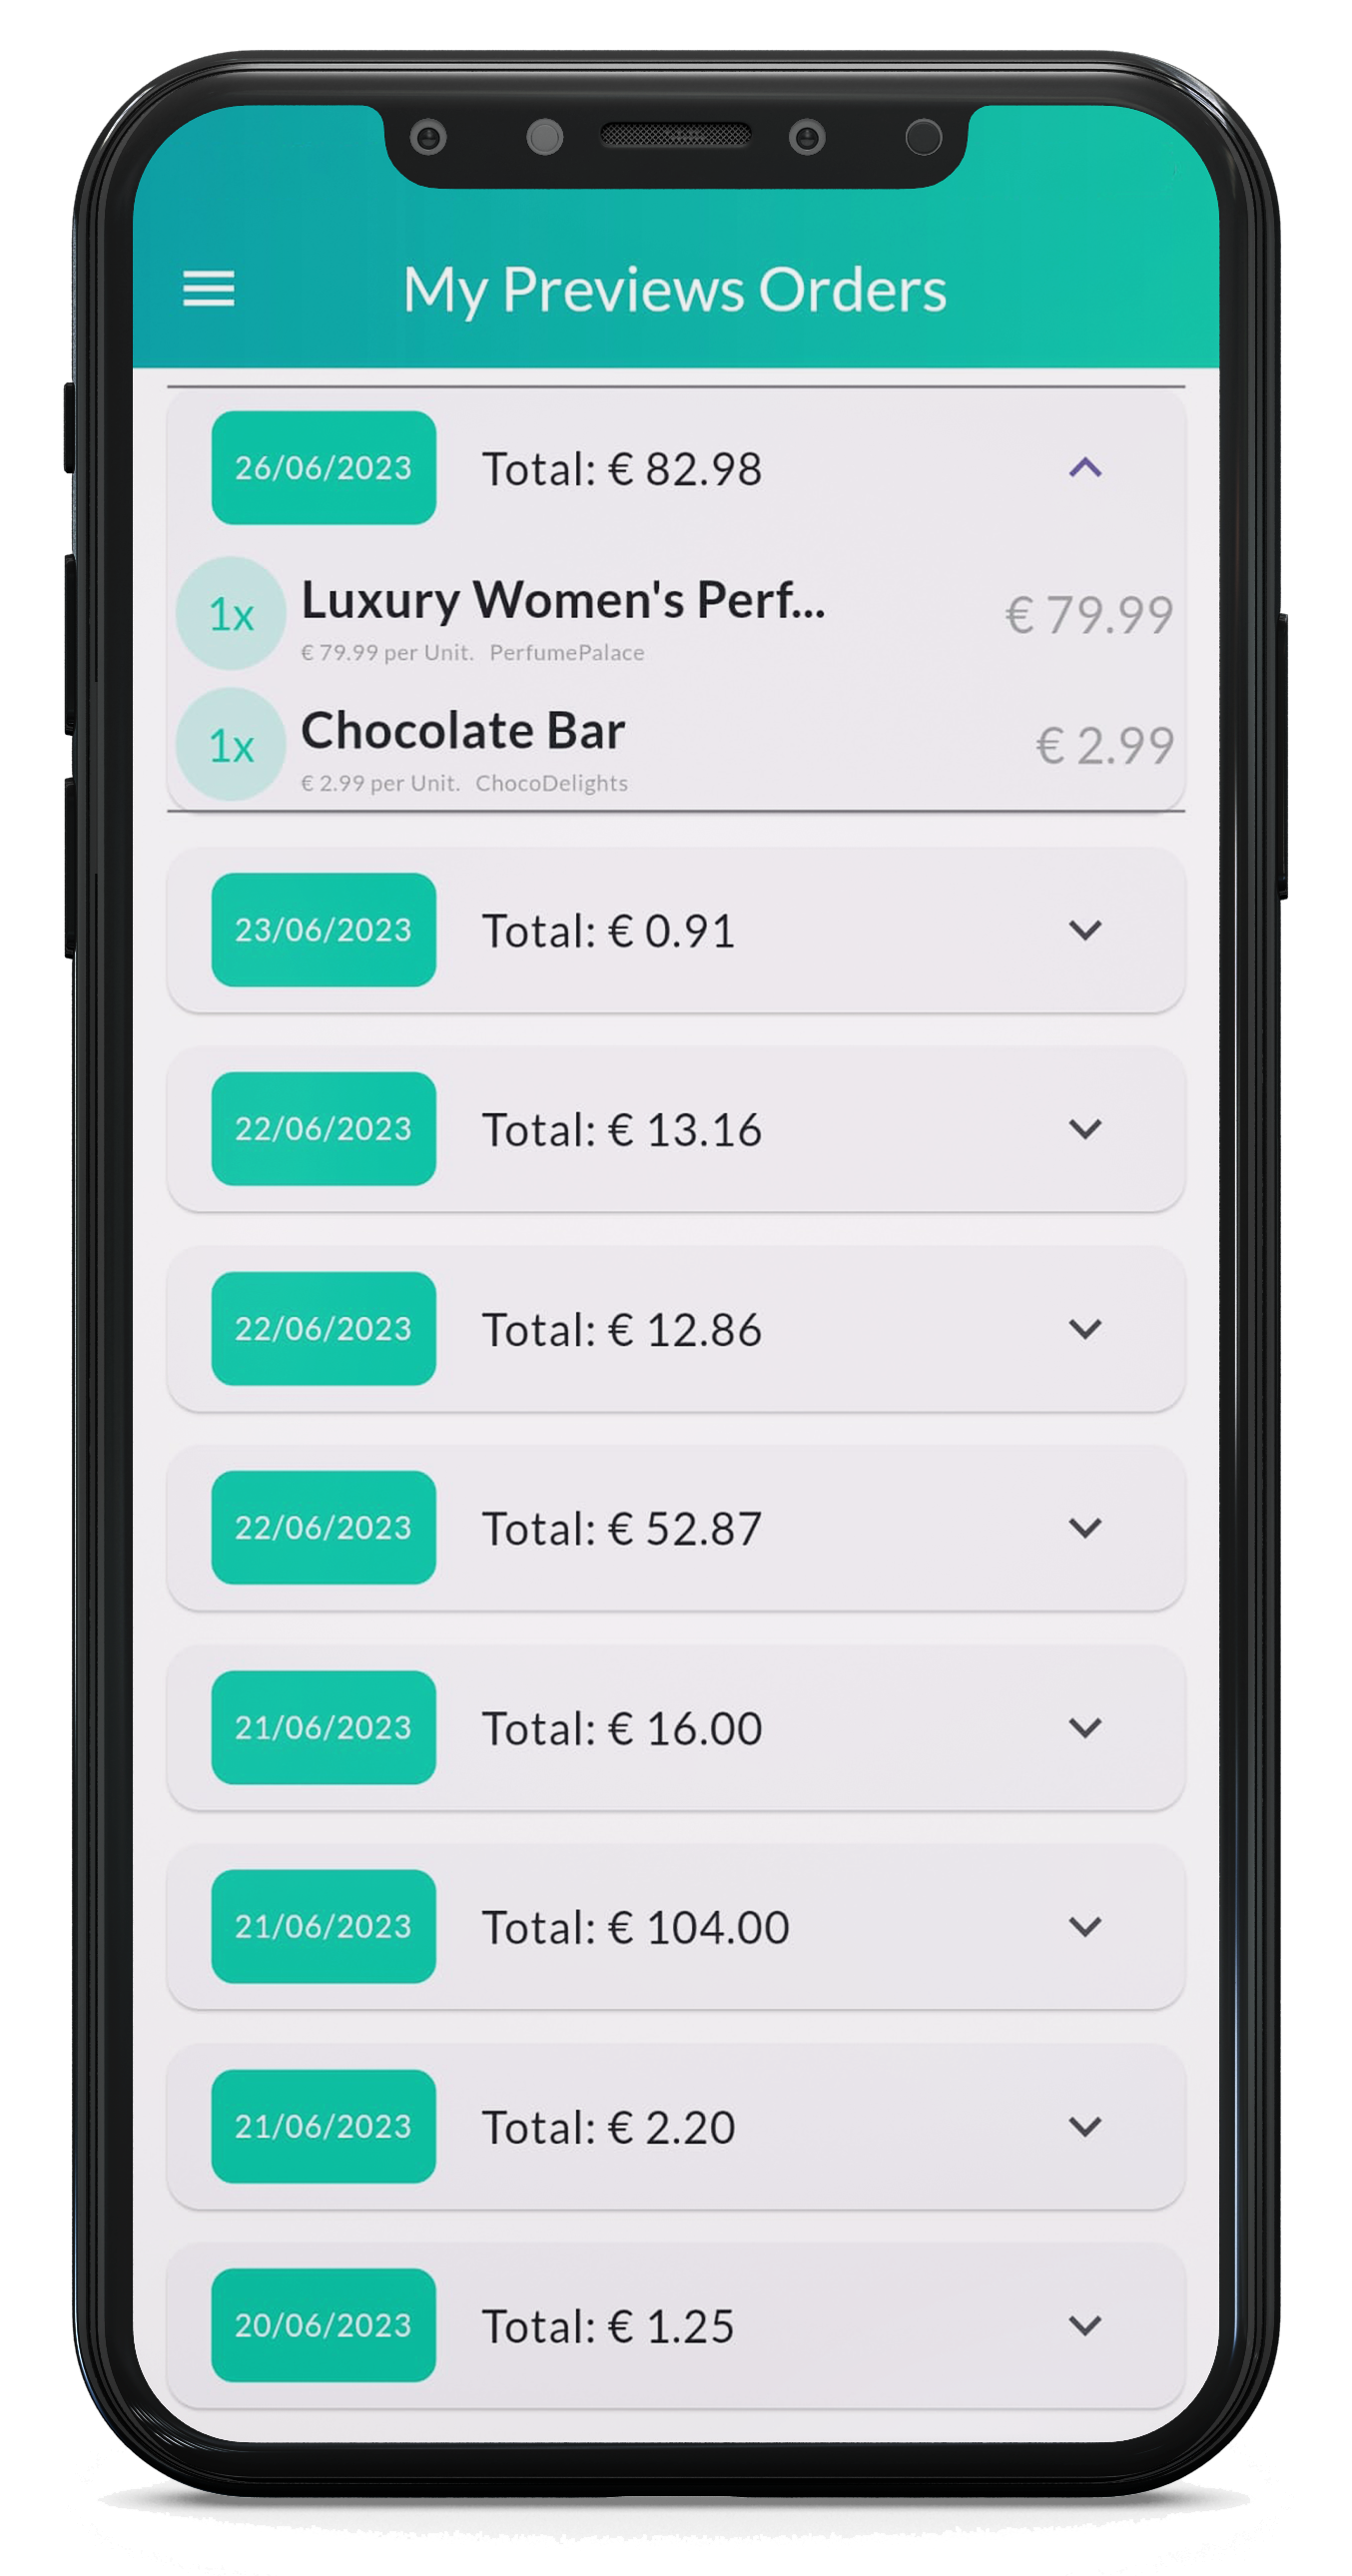 My Previews Orders
26/06/2023 Total: € 82.98
1x Luxury Women's Perf... € 79.99
€ 79.99 per Unit. PerfumePalace
1x Chocolate Bar € 2.99
€ 2.99 per Unit. ChocoDelights
23/06/2023 Total: € 0.91
22/06/2023 Total: € 13.16
22/06/2023 Total: € 12.86
22/06/2023 Total: € 52.87
21/06/2023 Total: € 16.00
21/06/2023 Total: € 104.00
21/06/2023 Total: € 2.20
20/06/2023 Total: € 1.25